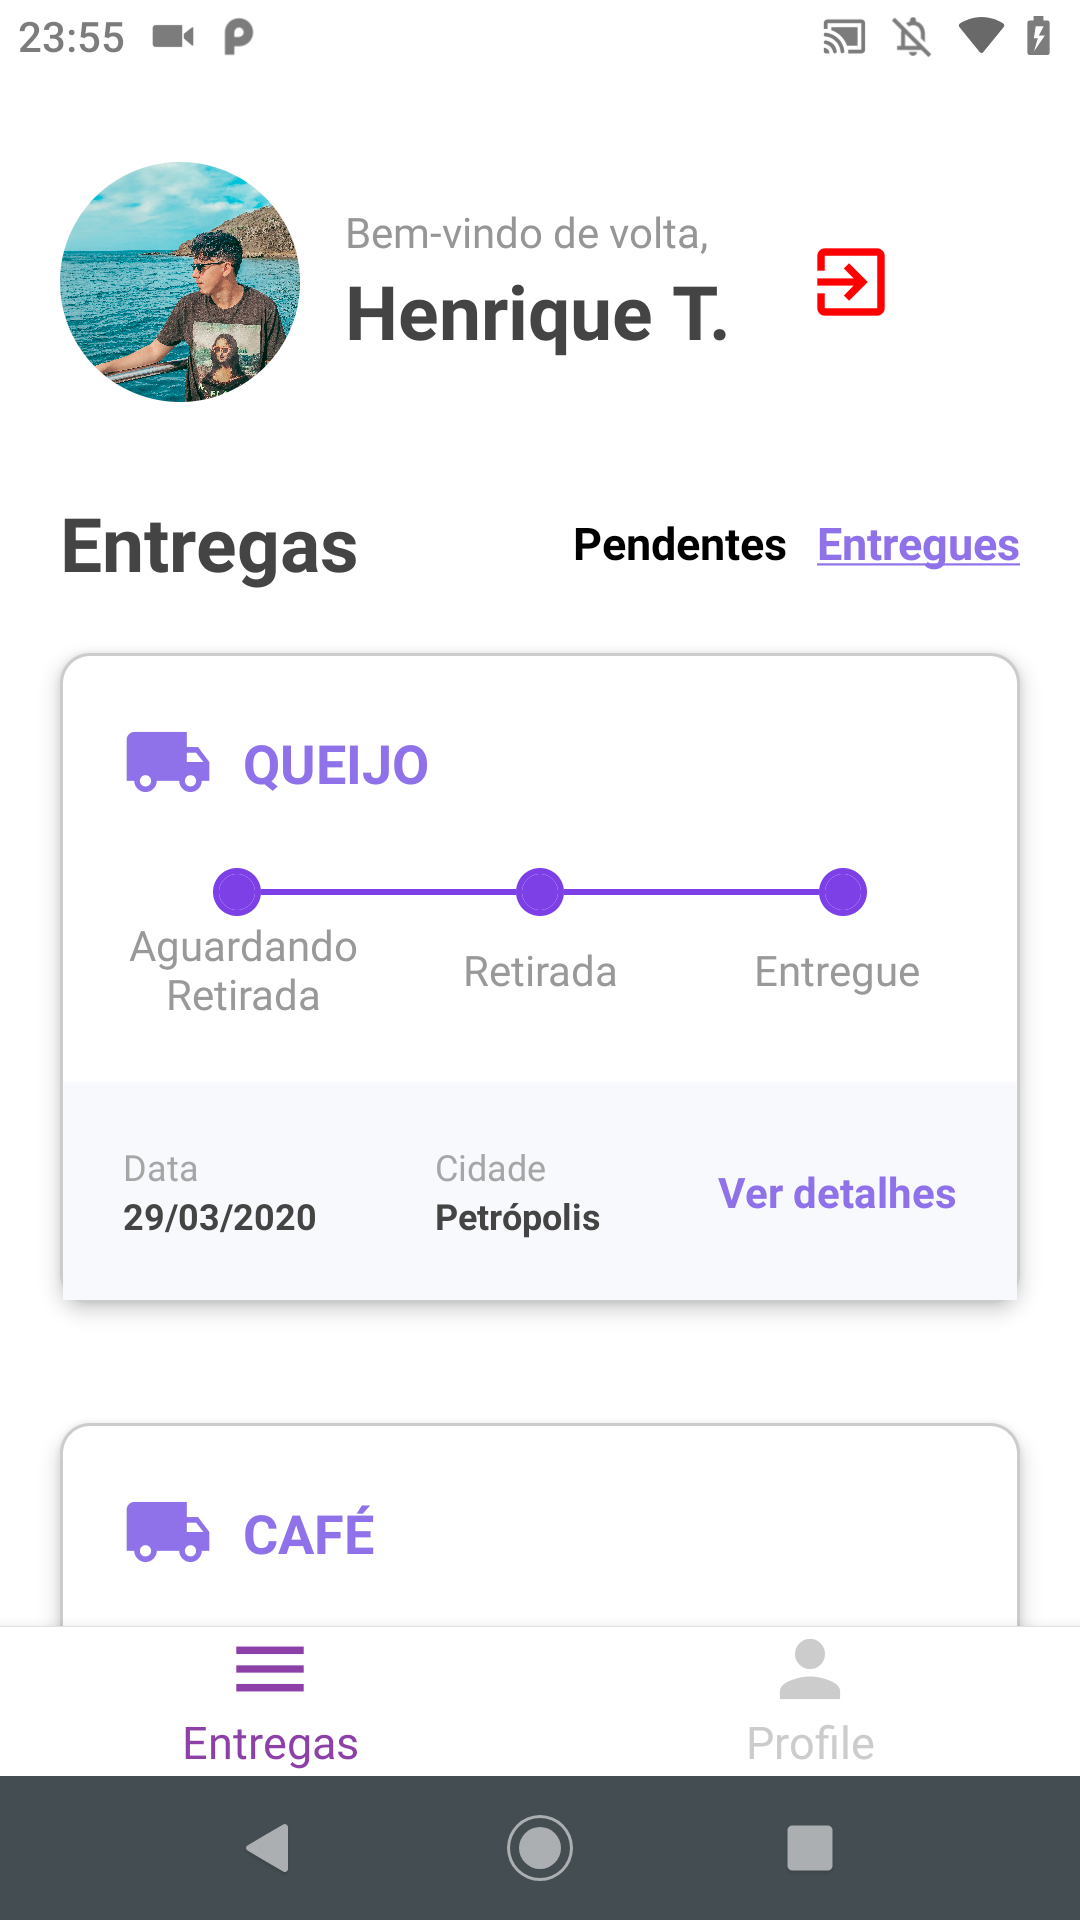 23:55
Bem-vindo de volta,
Henrique T.
Entregas
Pendentes Entregues
QUEIJO
Aguardando
Retirada
Retirada
Entregue
Data
29/03/2020
Cidade
Petrópolis
Ver detalhes
CAFÉ
Entregas
Profile